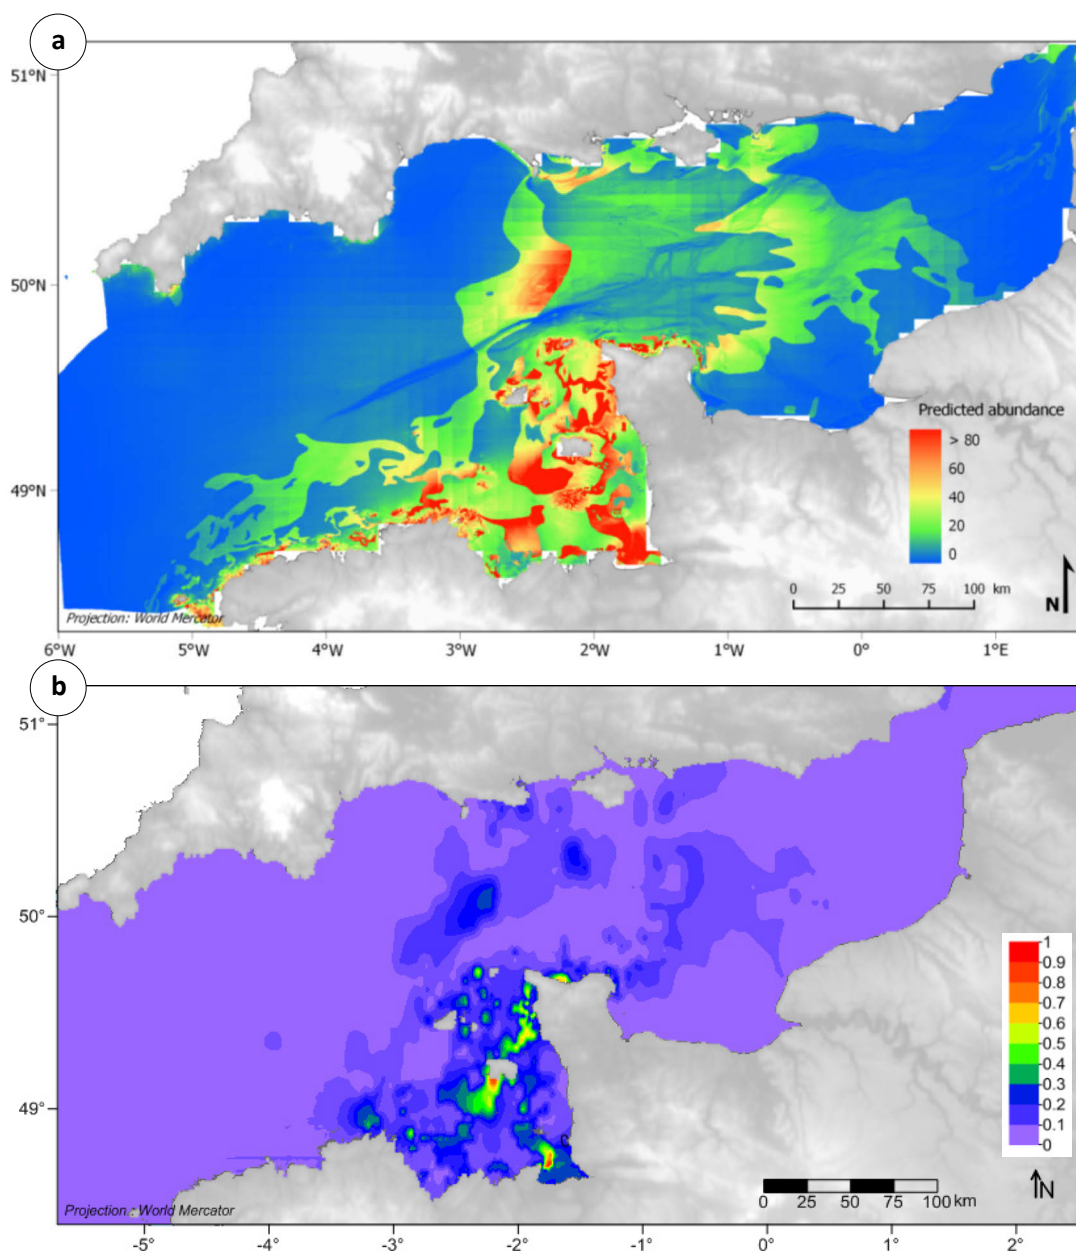 a
51°N
50°N
49°N
Predicted abundance
> 80
60
40
20
0
0 25 50 75 100 km
N
Projection: World Mercator
6°W 5°W 4°W 3°W 2°W 1°W 0° 1°E
b
51°
50°
49°
1
0.9
0.8
0.7
0.6
0.5
0.4
0.3
0.2
0.1
0
0 25 50 75 100 km
N
Projection : World Mercator
-5° -4° -3° -2° -1° 0° 1° 2°